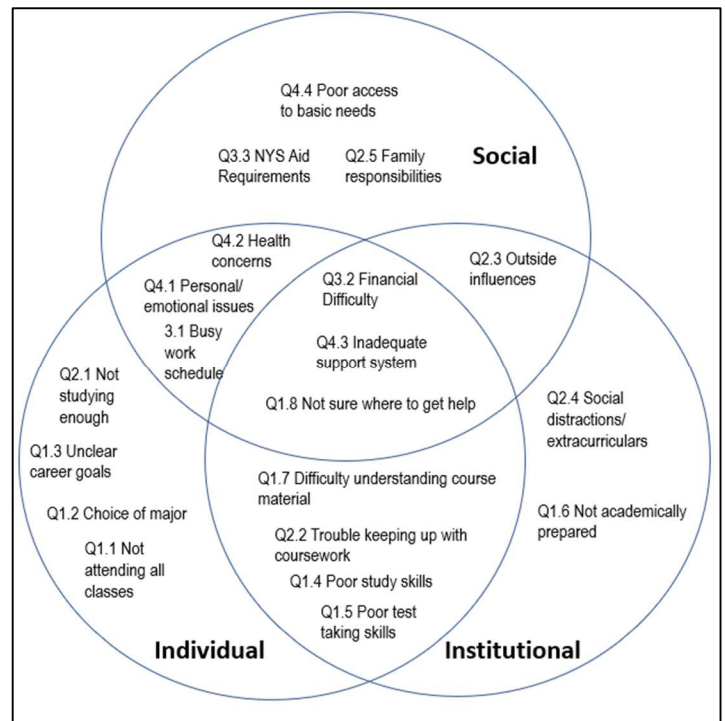 Q4.4 Poor access
to basic needs
Q3.3 NYS Aid
Requirements
Q2.5 Family
responsibilities
Social
Q4.2 Health
concerns
Q2.3 Outside
influences
Q4.1 Personal/
emotional issues
Q3.2 Financial
Difficulty
3.1 Busy
work
schedule
Q4.3 Inadequate
support system
Q2.1 Not
studying
enough
Q1.8 Not sure where to get help
Q2.4 Social
distractions/
extracurriculars
Q1.3 Unclear
career goals
Q1.7 Difficulty understanding course
material
Q1.2 Choice of major
Q1.6 Not academically
prepared
Q2.2 Trouble keeping up with
coursework
Q1.1 Not
attending all
classes
Q1.4 Poor study skills
Q1.5 Poor test
taking skills
Individual
Institutional